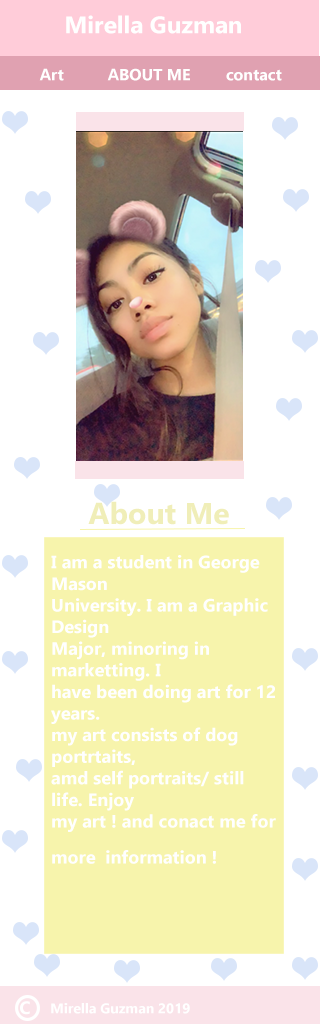 Mirella Guzman
Art ABOUT ME contact
About Me
I am a student in George
Mason
University. I am a Graphic
Design
Major, minoring in
marketting. I
have been doing art for 12
years.
my art consists of dog
portrtaits,
amd self portraits/ still
life. Enjoy
my art ! and conact me for
more information !
© Mirella Guzman 2019